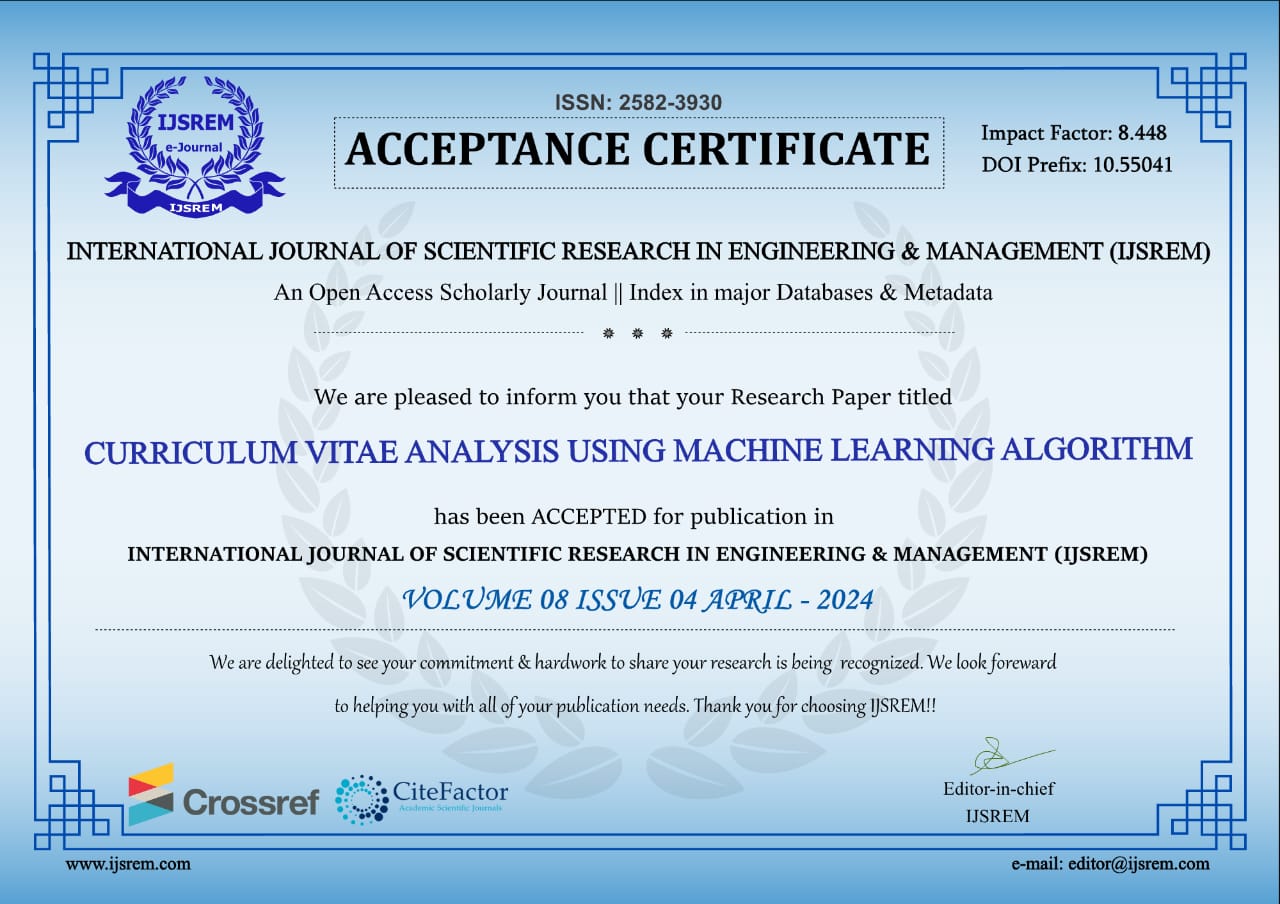 ISSN: 2582-3930
IJSREM
e-Journal
IJSREM
ACCEPTANCE CERTIFICATE
Impact Factor: 8.448
DOI Prefix: 10.55041
INTERNATIONAL JOURNAL OF SCIENTIFIC RESEARCH IN ENGINEERING & MANAGEMENT (IJSREM)
An Open Access Scholarly Journal || Index in major Databases & Metadata
We are pleased to inform you that your Research Paper titled
CURRICULUM VITAE ANALYSIS USING MACHINE LEARNING ALGORITHM
has been ACCEPTED for publication in
INTERNATIONAL JOURNAL OF SCIENTIFIC RESEARCH IN ENGINEERING & MANAGEMENT (IJSREM)
VOLUME 08 ISSUE 04 APRIL - 2024
We are delighted to see your commitment & hardwork to share your research is being recognized. We look foreward
to helping you with all of your publication needs. Thank you for choosing IJSREM!!
Crossref
CiteFactor
Academic Scientific Journals
Editor-in-chief
IJSREM
www.ijsrem.com
e-mail: editor@ijsrem.com